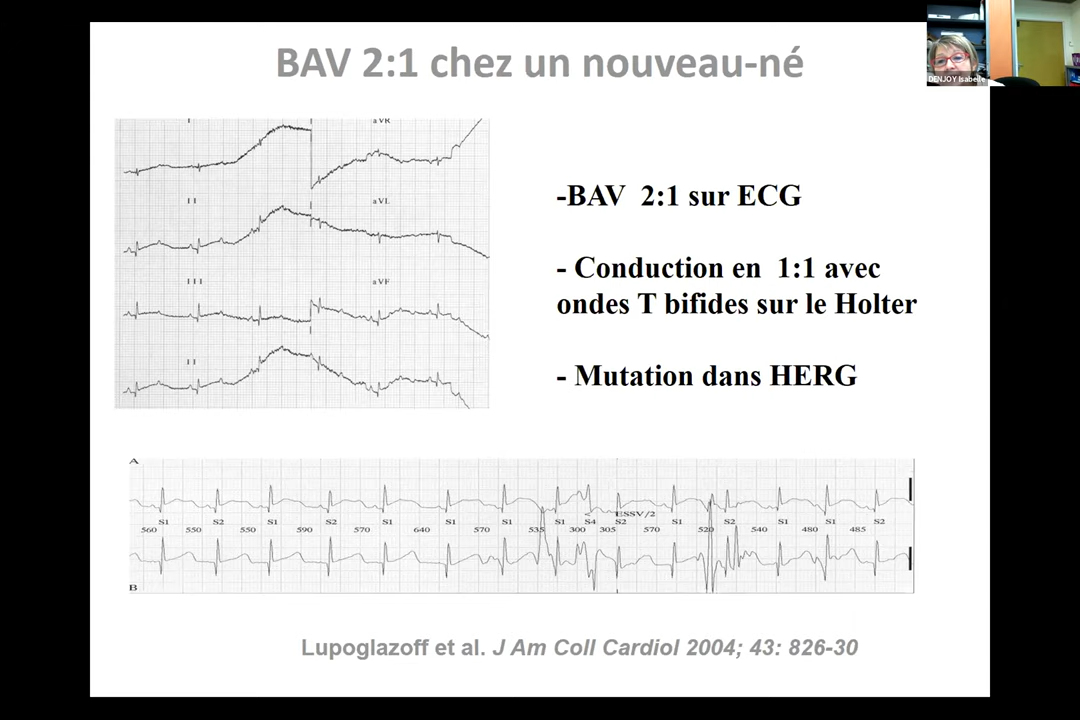 BAV 2:1 chez un nouveau-né
DENJOY Isabelle
I aVR
II aVL
III aVF
II
-BAV 2:1 sur ECG
- Conduction en 1:1 avec
ondes T bifides sur le Holter
- Mutation dans HERG
A
ESSV/2
S1 S2 S1 S2 S1 S1 S1 S1 S4 S2 S1 S2 S1 S1 S2
560 550 550 590 570 640 570 535 300 305 570 520 540 480 485
B
Lupoglazoff et al. J Am Coll Cardiol 2004; 43: 826-30